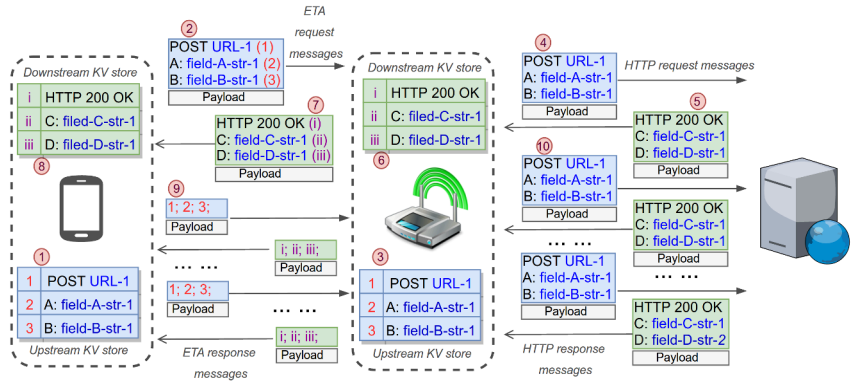 2
ETA
request
messages
POST URL-1 (1)
A: field-A-str-1 (2)
B: field-B-str-1 (3)
Payload
Downstream KV store
i HTTP 200 OK
ii C: filed-C-str-1
iii D: filed-D-str-1
8
7
HTTP 200 OK (i)
C: field-C-str-1 (ii)
D: field-D-str-1 (iii)
Payload
9
1; 2; 3;
Payload
i; ii; iii;
Payload
... ...
1; 2; 3;
Payload
... ...
i; ii; iii;
Payload
ETA response
messages
1
1 POST URL-1
2 A: field-A-str-1
3 B: field-B-str-1
Upstream KV store
Downstream KV store
i HTTP 200 OK
ii C: filed-C-str-1
iii D: filed-D-str-1
6
3
1 POST URL-1
2 A: field-A-str-1
3 B: field-B-str-1
Upstream KV store
4
POST URL-1
A: field-A-str-1
B: field-B-str-1
Payload
HTTP request messages
5
HTTP 200 OK
C: field-C-str-1
D: field-D-str-1
Payload
10
POST URL-1
A: field-A-str-1
B: field-B-str-1
Payload
HTTP 200 OK
C: field-C-str-1
D: field-D-str-1
Payload
... ...
POST URL-1
A: field-A-str-1
B: field-B-str-1
Payload
... ...
HTTP 200 OK
C: field-C-str-1
D: field-D-str-2
Payload
HTTP response
messages